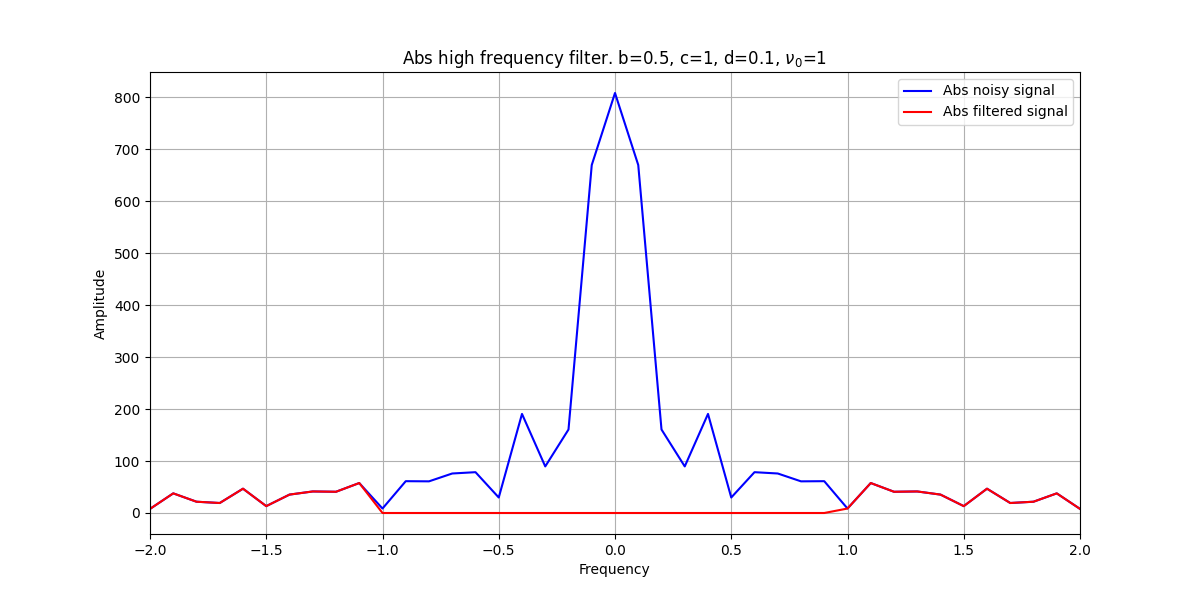 Abs high frequency filter. b=0.5, c=1, d=0.1, ν₀=1
Abs noisy signal
Abs filtered signal
Amplitude
800
700
600
500
400
300
200
100
0
−2.0 −1.5 −1.0 −0.5 0.0 0.5 1.0 1.5 2.0
Frequency